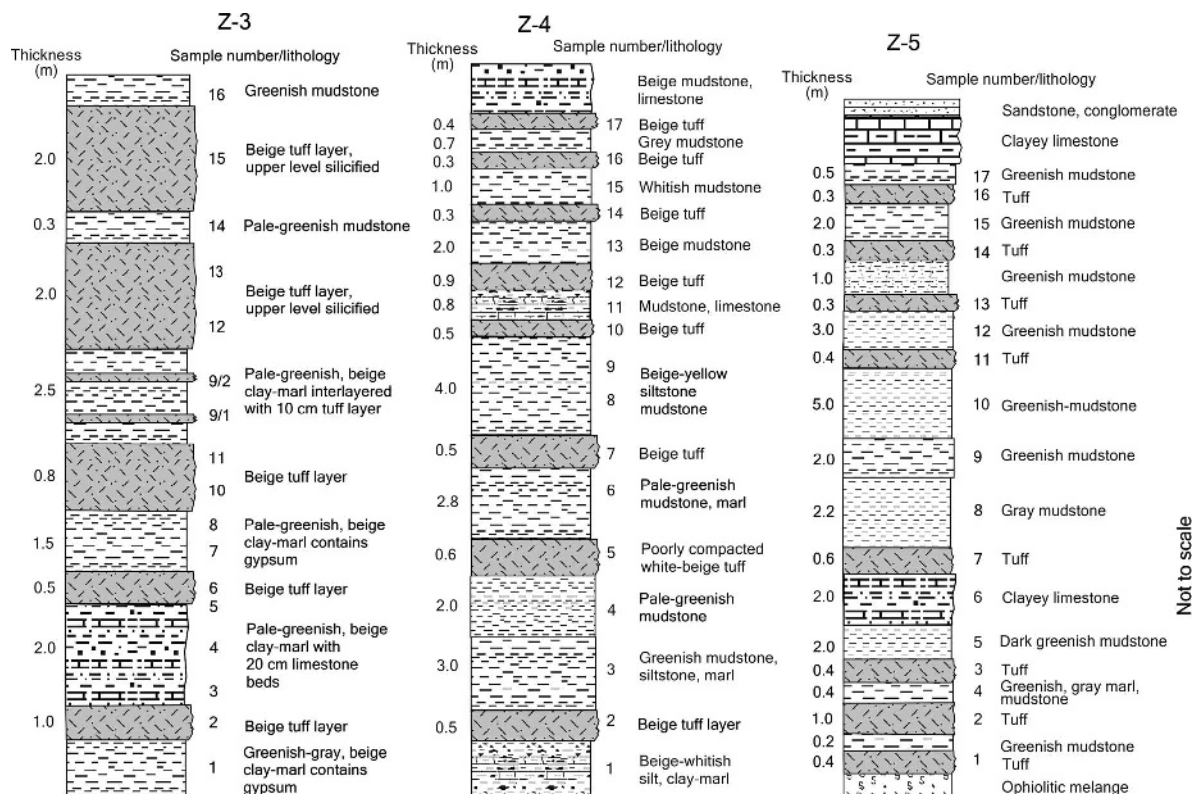 Z-3
Thickness
(m)
Sample number/lithology
16 Greenish mudstone
2.0 15 Beige tuff layer,
upper level silicified
0.3 14 Pale-greenish mudstone
13
2.0 Beige tuff layer,
upper level silicified
12
9/2 Pale-greenish, beige
2.5 clay-marl interlayered
9/1 with 10 cm tuff layer
11
0.8 Beige tuff layer
10
8 Pale-greenish, beige
1.5 clay-marl contains
7 gypsum
0.5 6 Beige tuff layer
5
Pale-greenish, beige
2.0 4 clay-marl with
20 cm limestone
3 beds
1.0 2 Beige tuff layer
Greenish-gray, beige
1 clay-marl contains
gypsum
Z-4
Thickness
(m)
Sample number/lithology
Beige mudstone,
limestone
0.4 17 Beige tuff
0.7 Grey mudstone
0.3 16 Beige tuff
1.0 15 Whitish mudstone
0.3 14 Beige tuff
2.0 13 Beige mudstone
0.9 12 Beige tuff
0.8 11 Mudstone, limestone
0.5 10 Beige tuff
9
Beige-yellow
4.0 siltstone
8 mudstone
0.5 7 Beige tuff
6 Pale-greenish
2.8 mudstone, marl
0.6 5 Poorly compacted
white-beige tuff
2.0 4 Pale-greenish
mudstone
3.0 3 Greenish mudstone,
siltstone, marl
0.5 2 Beige tuff layer
1 Beige-whitish
silt, clay-marl
Z-5
Thickness
(m)
Sample number/lithology
Sandstone, conglomerate
Clayey limestone
0.5 17 Greenish mudstone
0.3 16 Tuff
2.0 15 Greenish mudstone
0.3 14 Tuff
1.0 Greenish mudstone
0.3 13 Tuff
3.0 12 Greenish mudstone
0.4 11 Tuff
5.0 10 Greenish-mudstone
2.0 9 Greenish mudstone
2.2 8 Gray mudstone
0.6 7 Tuff
2.0 6 Clayey limestone
2.0 5 Dark greenish mudstone
0.4 3 Tuff
0.4 4 Greenish, gray marl,
mudstone
1.0 2 Tuff
0.2 Greenish mudstone
0.4 1 Tuff
Ophiolitic melange
Not to scale